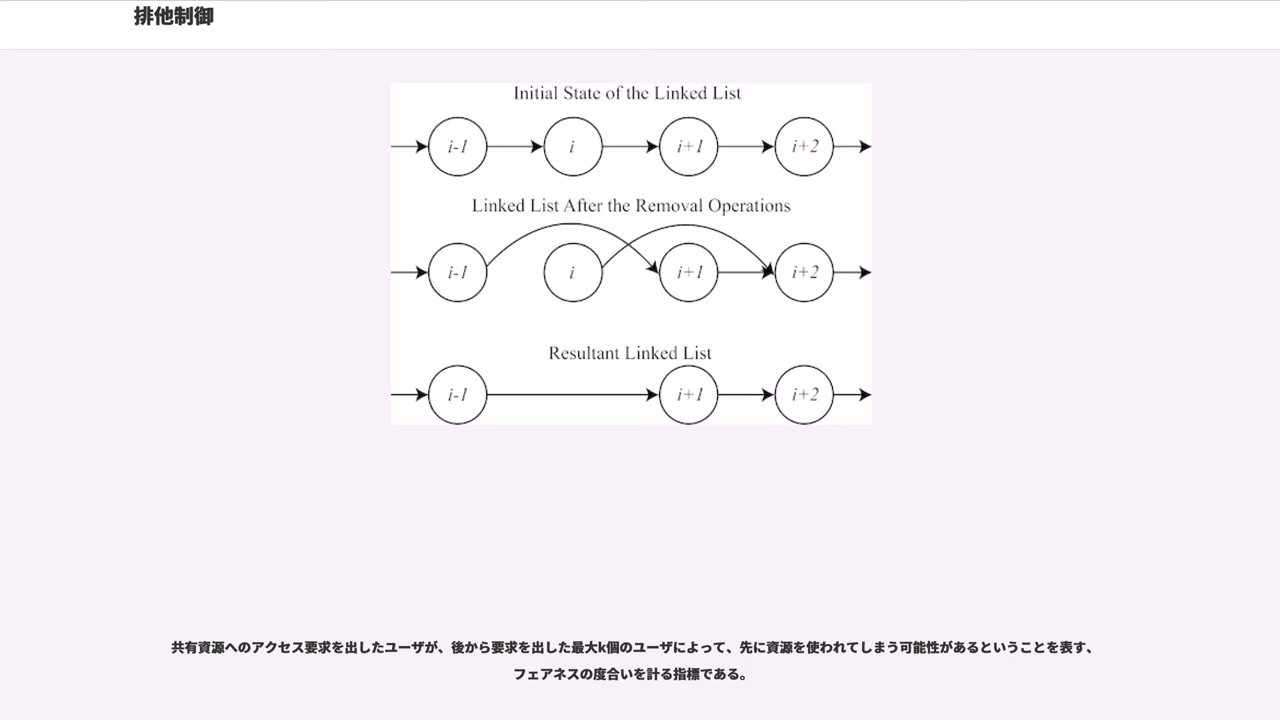 排他制御
Initial State of the Linked List
i-1 i i+1 i+2
Linked List After the Removal Operations
i-1 i i+1 i+2
Resultant Linked List
i-1 i+1 i+2
共有資源へのアクセス要求を出したユーザが、後から要求を出した最大k個のユーザによって、先に資源を使われてしまう可能性があるということを表す、
フェアネスの度合いを計る指標である。